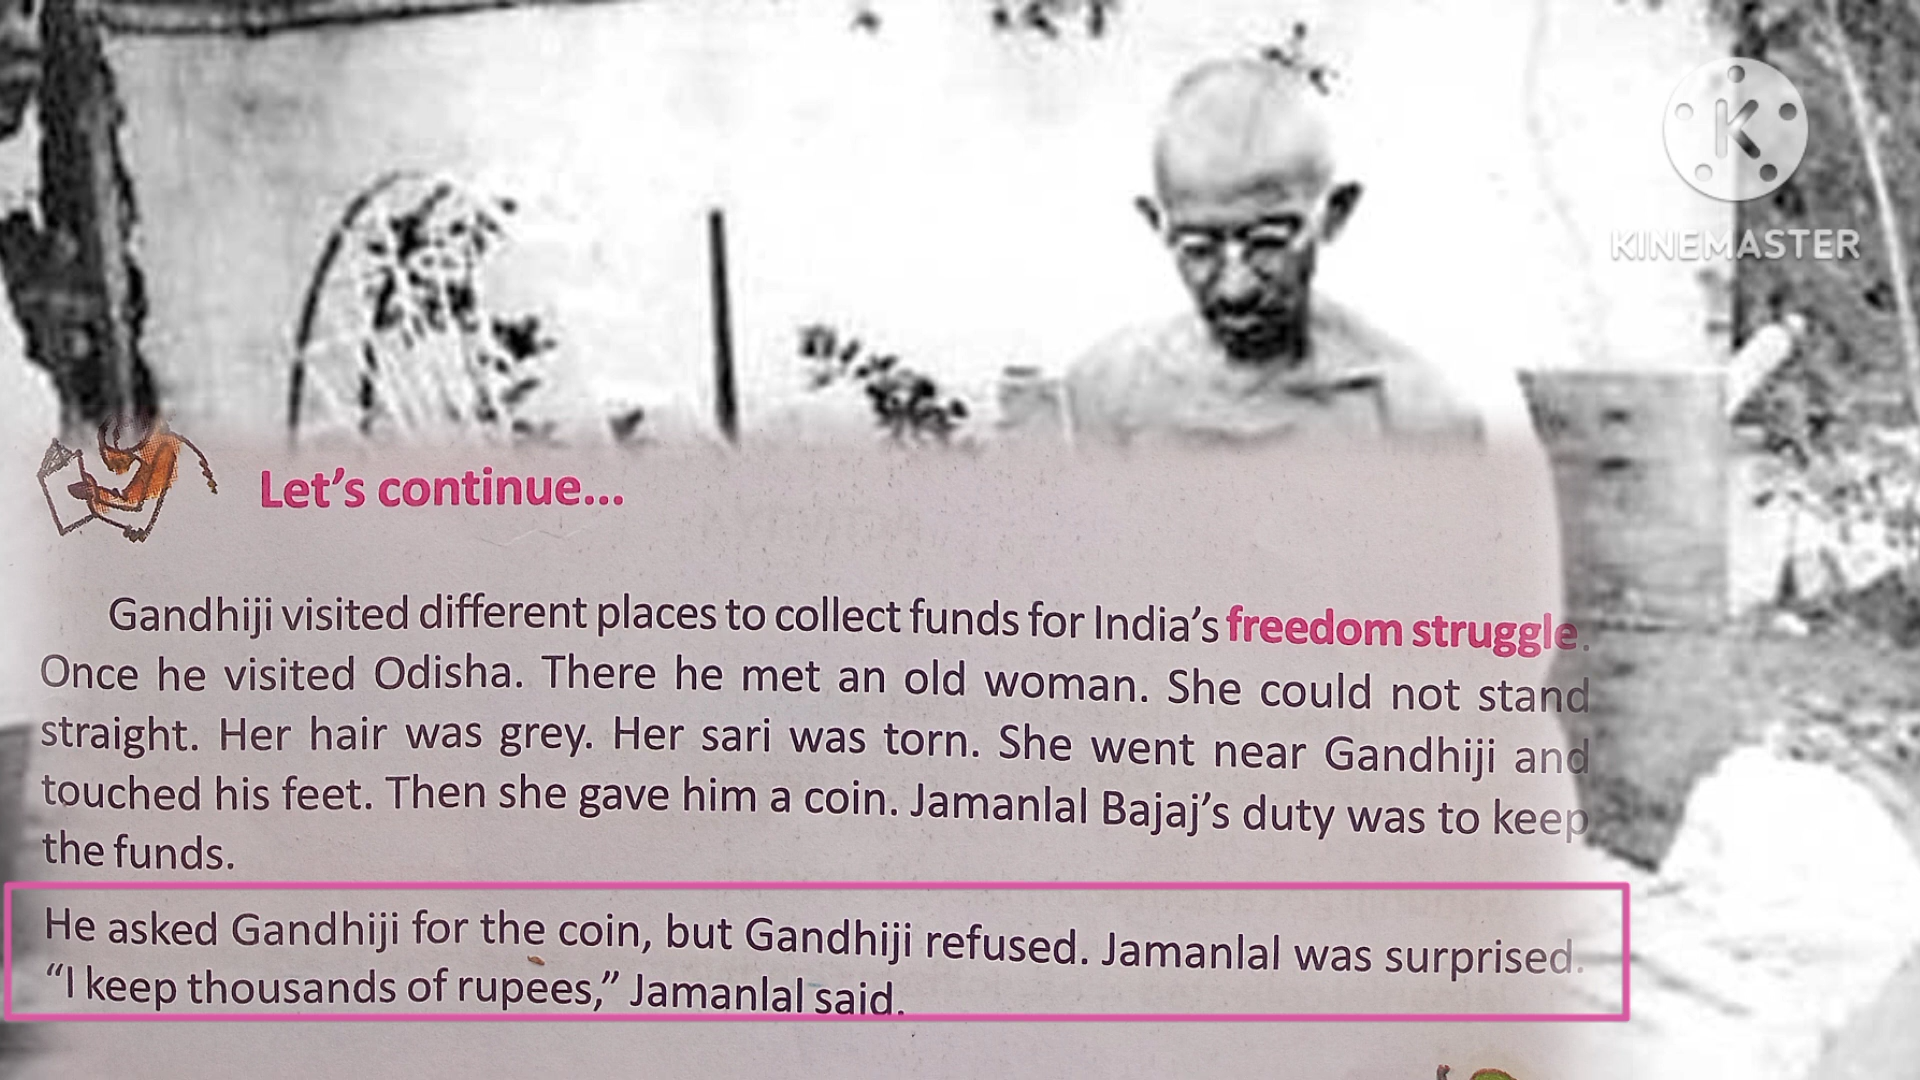 K
KINEMASTER
Let's continue...
Gandhiji visited different places to collect funds for India's freedom struggle.
Once he visited Odisha. There he met an old woman. She could not stand
straight. Her hair was grey. Her sari was torn. She went near Gandhiji and
touched his feet. Then she gave him a coin. Jamanlal Bajaj's duty was to keep
the funds.
He asked Gandhiji for the coin, but Gandhiji refused. Jamanlal was surprised.
“I keep thousands of rupees,” Jamanlal said.